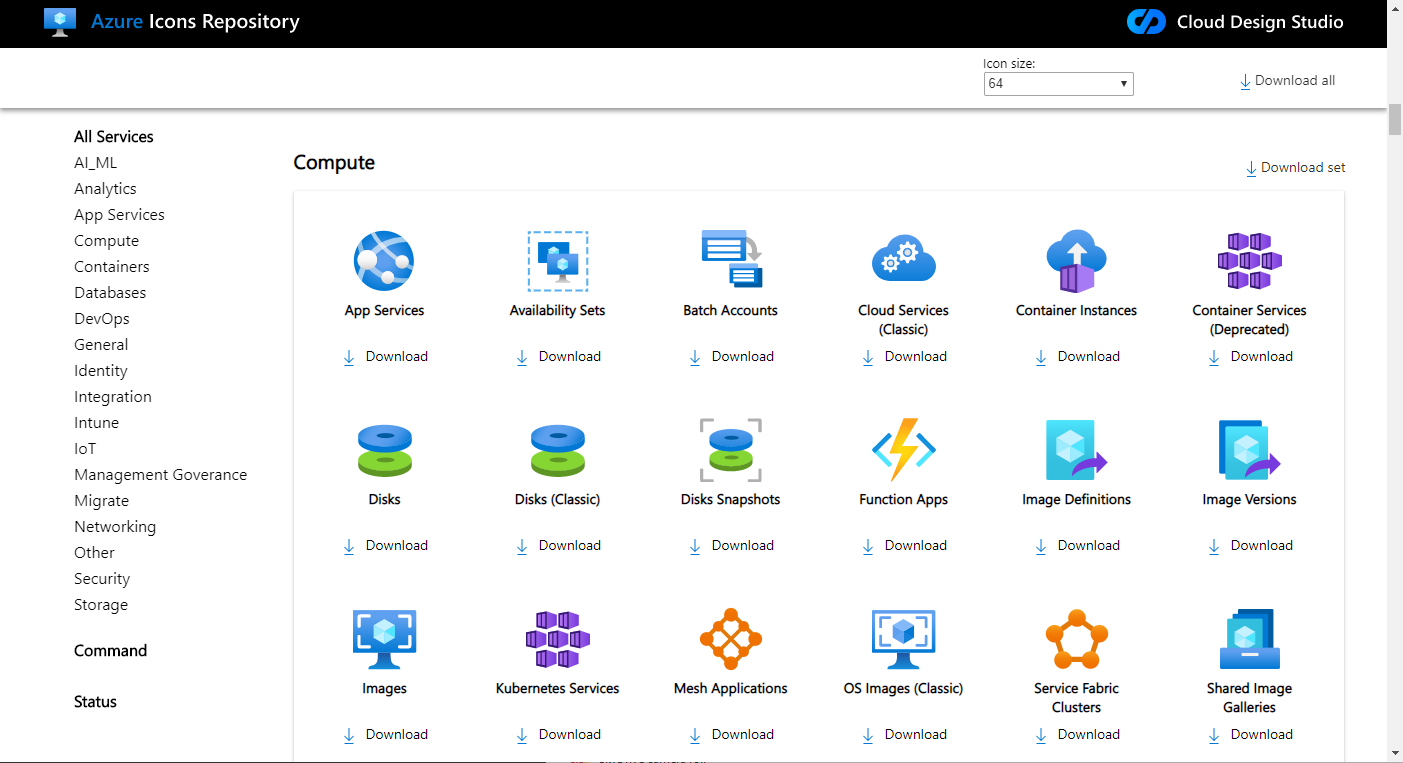 Azure Icons Repository
Cloud Design Studio
Icon size:
64
Download all
All Services
AI_ML
Analytics
App Services
Compute
Containers
Databases
DevOps
General
Identity
Integration
Intune
IoT
Management Goverance
Migrate
Networking
Other
Security
Storage
Command
Status
Compute
Download set
App Services
Availability Sets
Batch Accounts
Cloud Services
(Classic)
Container Instances
Container Services
(Deprecated)
Download
Download
Download
Download
Download
Download
Disks
Disks (Classic)
Disks Snapshots
Function Apps
Image Definitions
Image Versions
Download
Download
Download
Download
Download
Download
Images
Kubernetes Services
Mesh Applications
OS Images (Classic)
Service Fabric
Clusters
Shared Image
Galleries
Download
Download
Download
Download
Download
Download